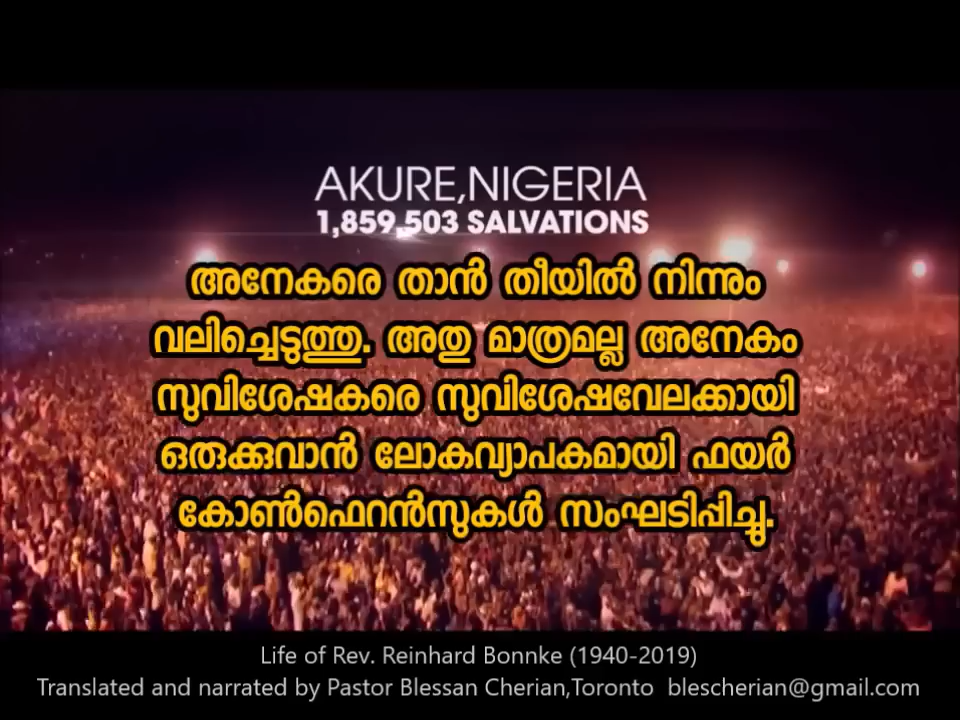 AKURE,NIGERIA
1,859,503 SALVATIONS
അനേകരെ താൻ തീയിൽ നിന്നും
വലിച്ചെടുത്തു. അതു മാത്രമല്ല അനേകം
സുവിശേഷകരെ സുവിശേഷവേലക്കായി
ഒരുക്കുവാൻ ലോകവ്യാപകമായി ഫയർ
കോൺഫെറൻസുകൾ സംഘടിപ്പിച്ചു.
Life of Rev. Reinhard Bonnke (1940-2019)
Translated and narrated by Pastor Blessan Cherian,Toronto  blescherian@gmail.com